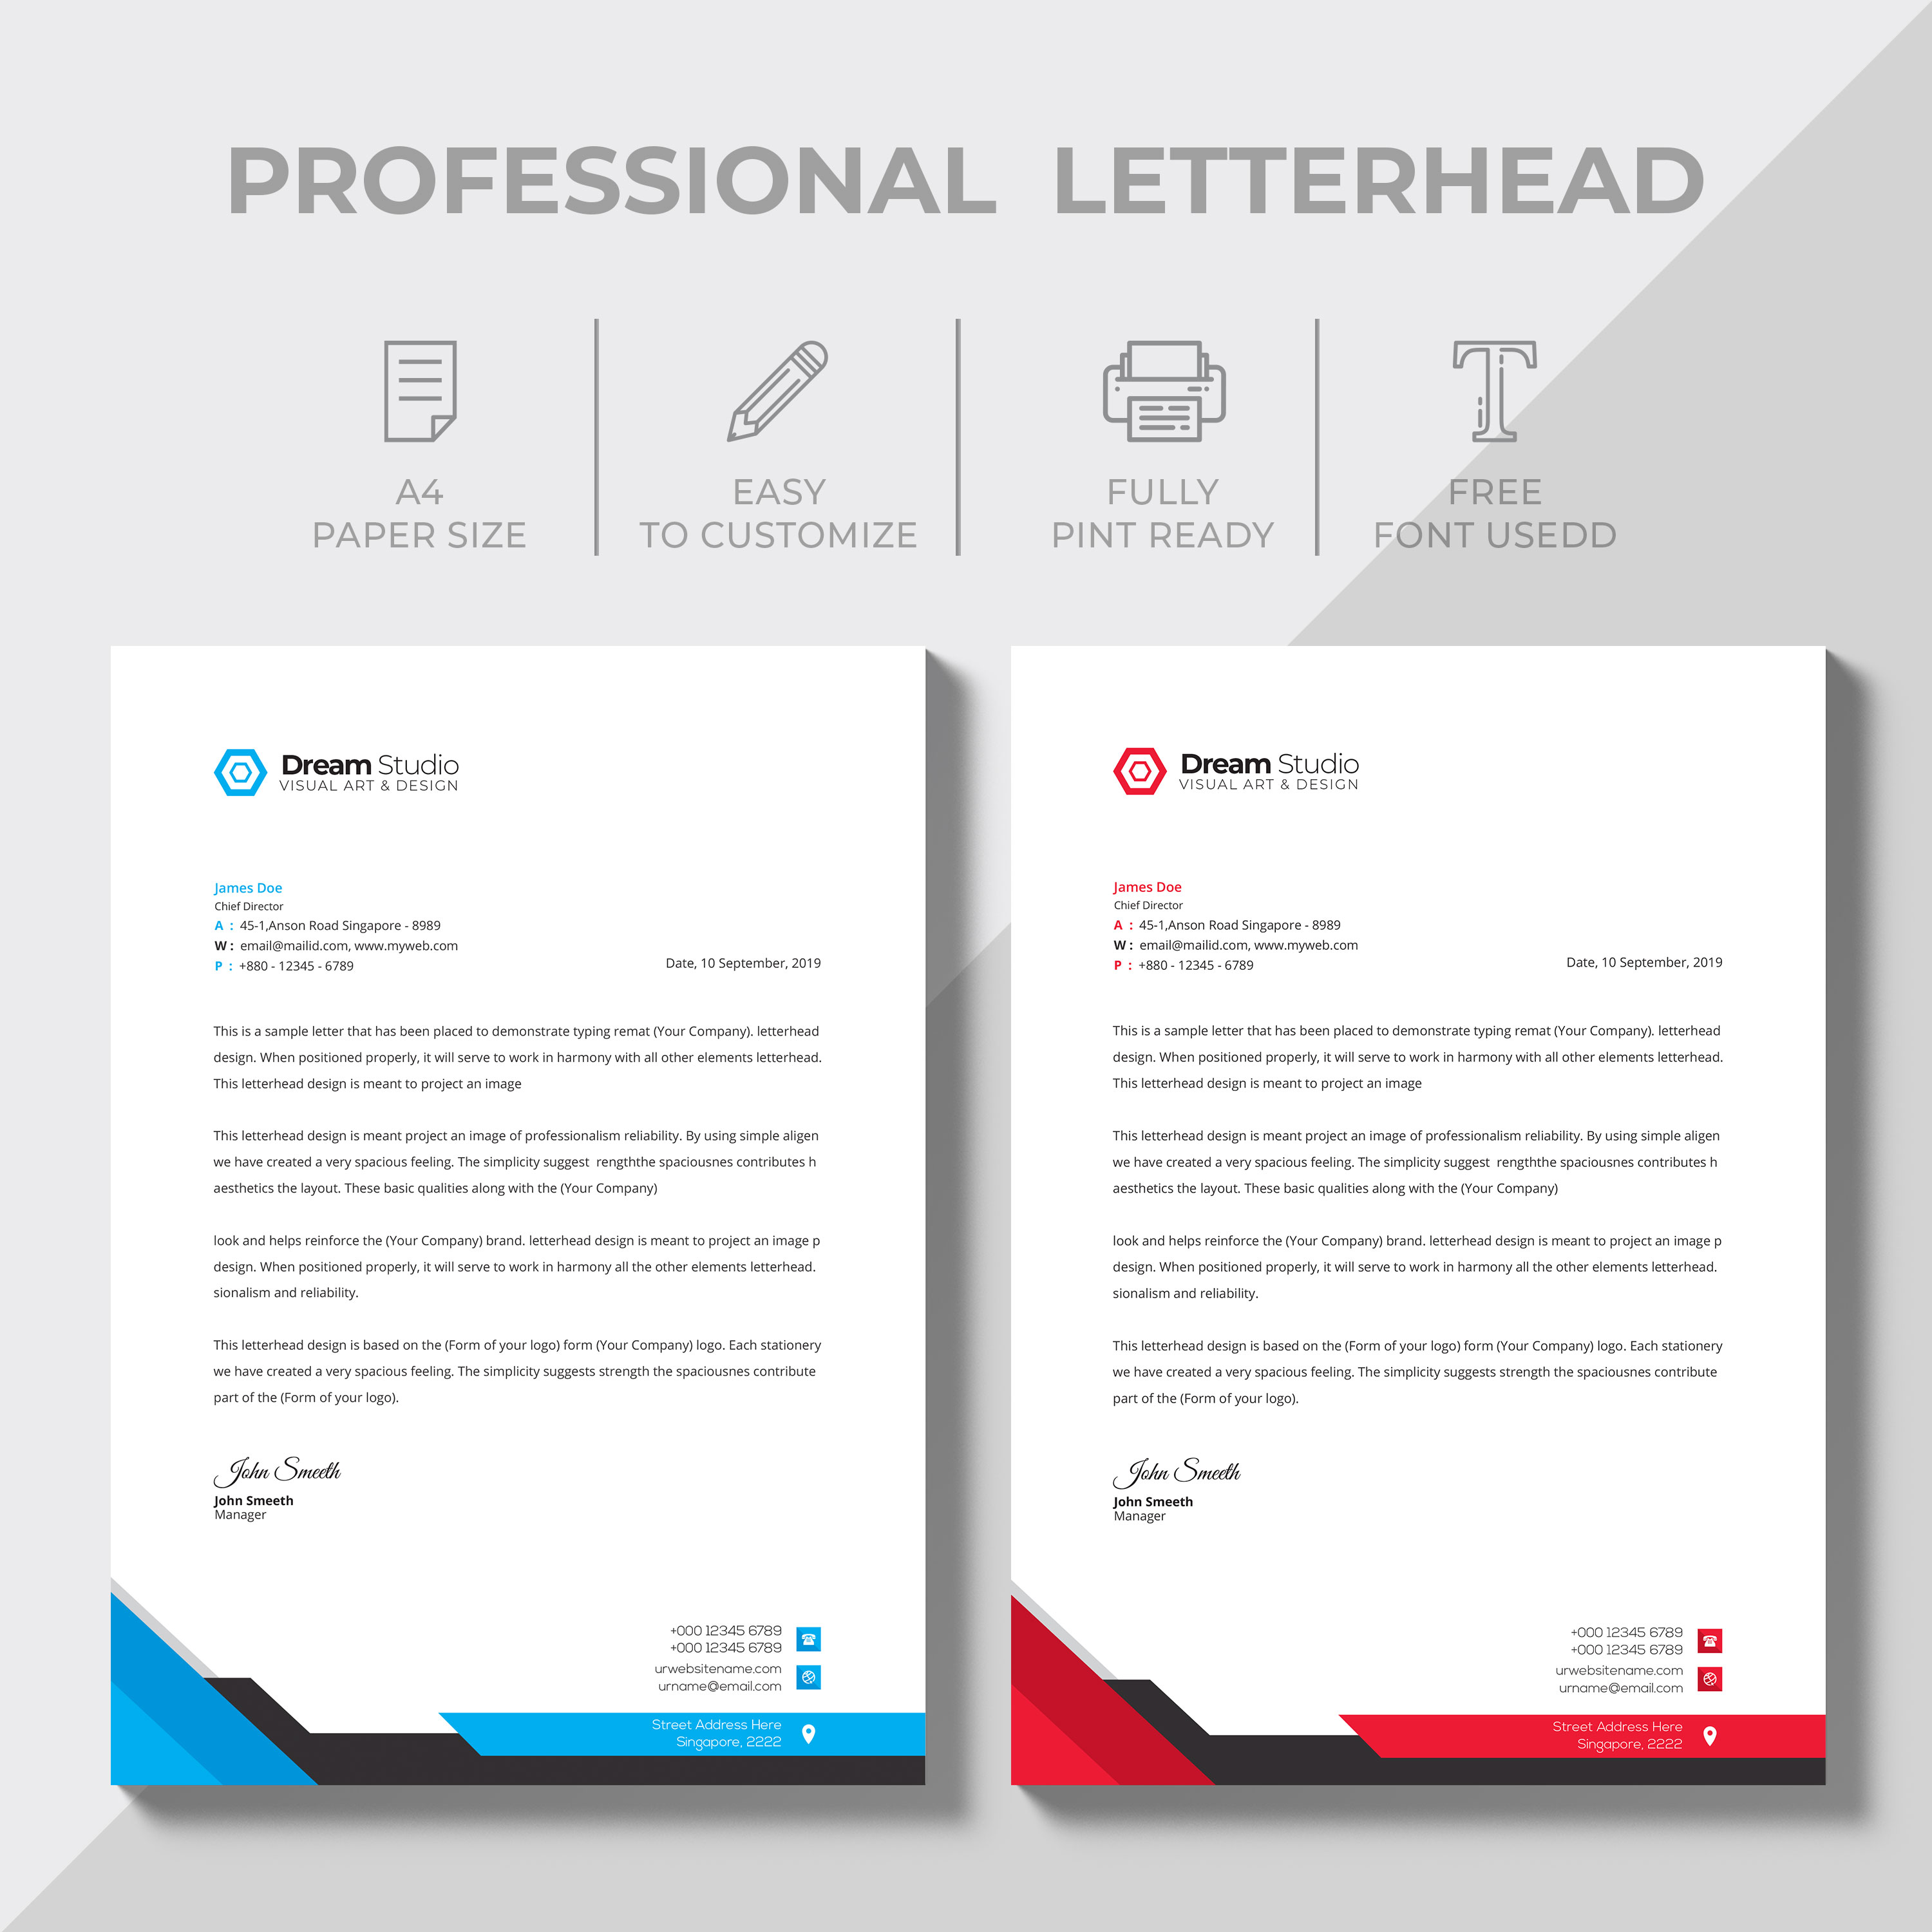 PROFESSIONAL LETTERHEAD
A4
PAPER SIZE
EASY
TO CUSTOMIZE
FULLY
PINT READY
FREE
FONT USEDD
Dream Studio
VISUAL ART & DESIGN
James Doe
Chief Director
A : 45-1,Anson Road Singapore - 8989
W : email@mailid.com, www.myweb.com
P : +880 - 12345 - 6789
Date, 10 September, 2019
This is a sample letter that has been placed to demonstrate typing remat (Your Company). letterhead
design. When positioned properly, it will serve to work in harmony with all other elements letterhead.
This letterhead design is meant to project an image
This letterhead design is meant project an image of professionalism reliability. By using simple aligen
we have created a very spacious feeling. The simplicity suggest rengththe spaciousnes contributes h
aesthetics the layout. These basic qualities along with the (Your Company)
look and helps reinforce the (Your Company) brand. letterhead design is meant to project an image p
design. When positioned properly, it will serve to work in harmony all the other elements letterhead.
sionalism and reliability.
This letterhead design is based on the (Form of your logo) form (Your Company) logo. Each stationery
we have created a very spacious feeling. The simplicity suggests strength the spaciousnes contribute
part of the (Form of your logo).
John Smeeth
John Smeeth
Manager
+000 12345 6789
+000 12345 6789
urwebsitename.com
urname@email.com
Street Address Here
Singapore, 2222
Dream Studio
VISUAL ART & DESIGN
James Doe
Chief Director
A : 45-1,Anson Road Singapore - 8989
W : email@mailid.com, www.myweb.com
P : +880 - 12345 - 6789
Date, 10 September, 2019
This is a sample letter that has been placed to demonstrate typing remat (Your Company). letterhead
design. When positioned properly, it will serve to work in harmony with all other elements letterhead.
This letterhead design is meant to project an image
This letterhead design is meant project an image of professionalism reliability. By using simple aligen
we have created a very spacious feeling. The simplicity suggest rengththe spaciousnes contributes h
aesthetics the layout. These basic qualities along with the (Your Company)
look and helps reinforce the (Your Company) brand. letterhead design is meant to project an image p
design. When positioned properly, it will serve to work in harmony all the other elements letterhead.
sionalism and reliability.
This letterhead design is based on the (Form of your logo) form (Your Company) logo. Each stationery
we have created a very spacious feeling. The simplicity suggests strength the spaciousnes contribute
part of the (Form of your logo).
John Smeeth
John Smeeth
Manager
+000 12345 6789
+000 12345 6789
urwebsitename.com
urname@email.com
Street Address Here
Singapore, 2222